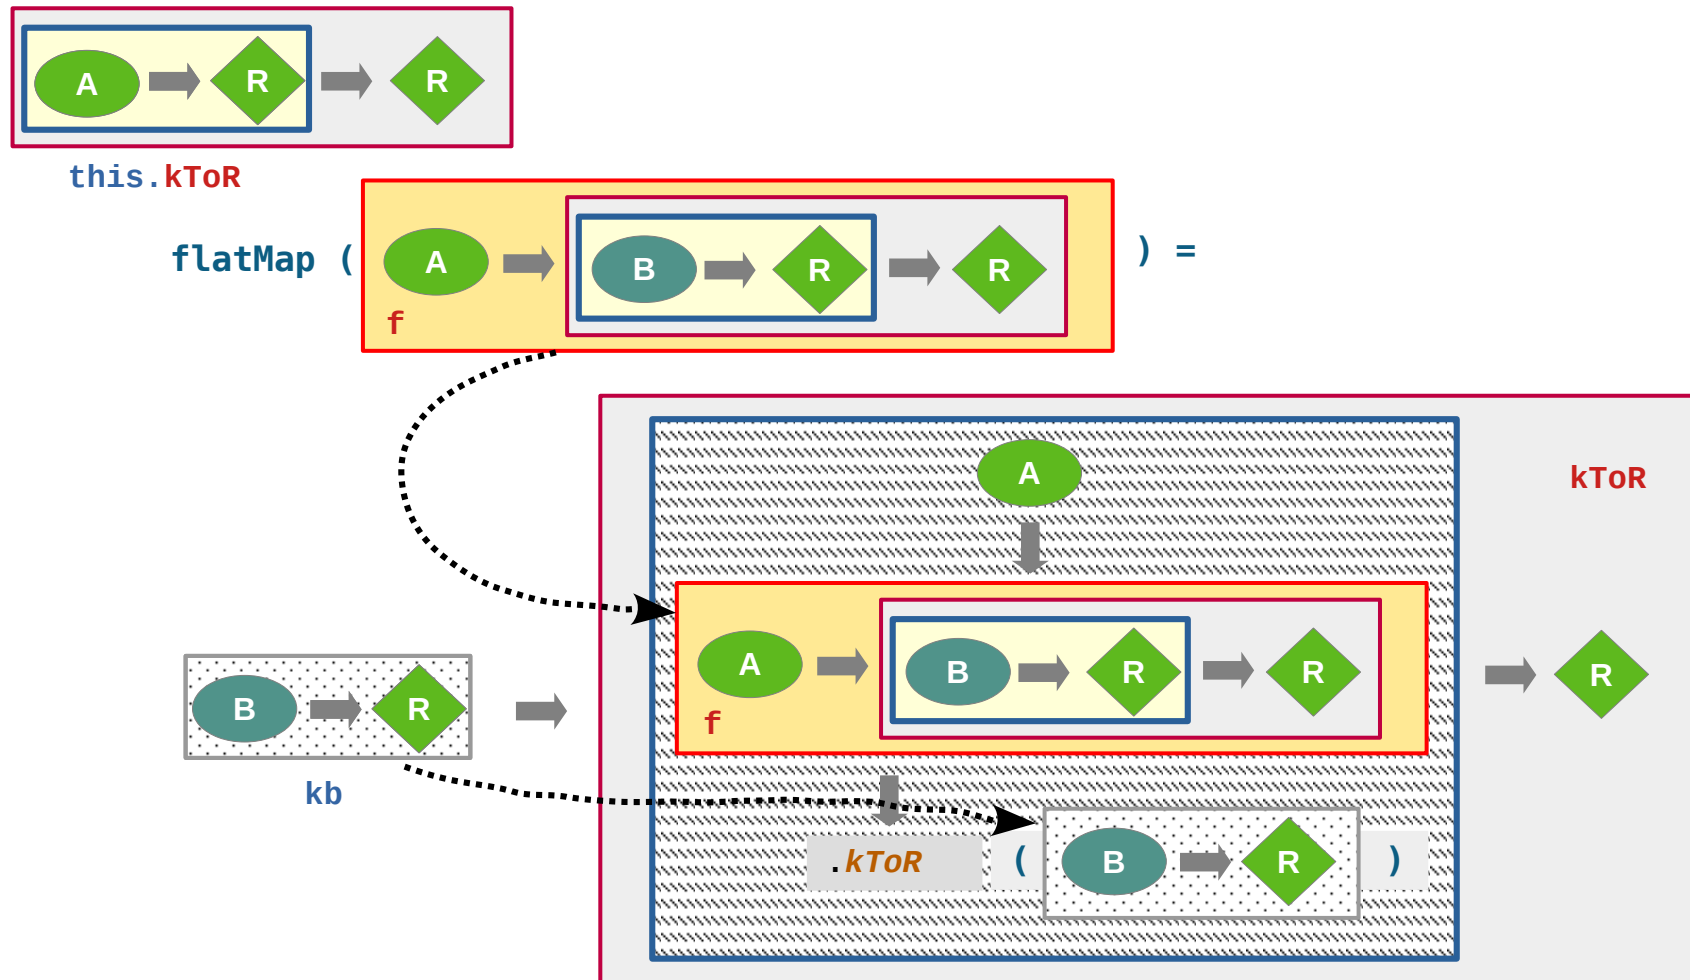 A R R
this.kToR
flatMap ( A B R R ) =
f
A
kToR
A B R R
R
f
B R
kb
.kToR ( B R )